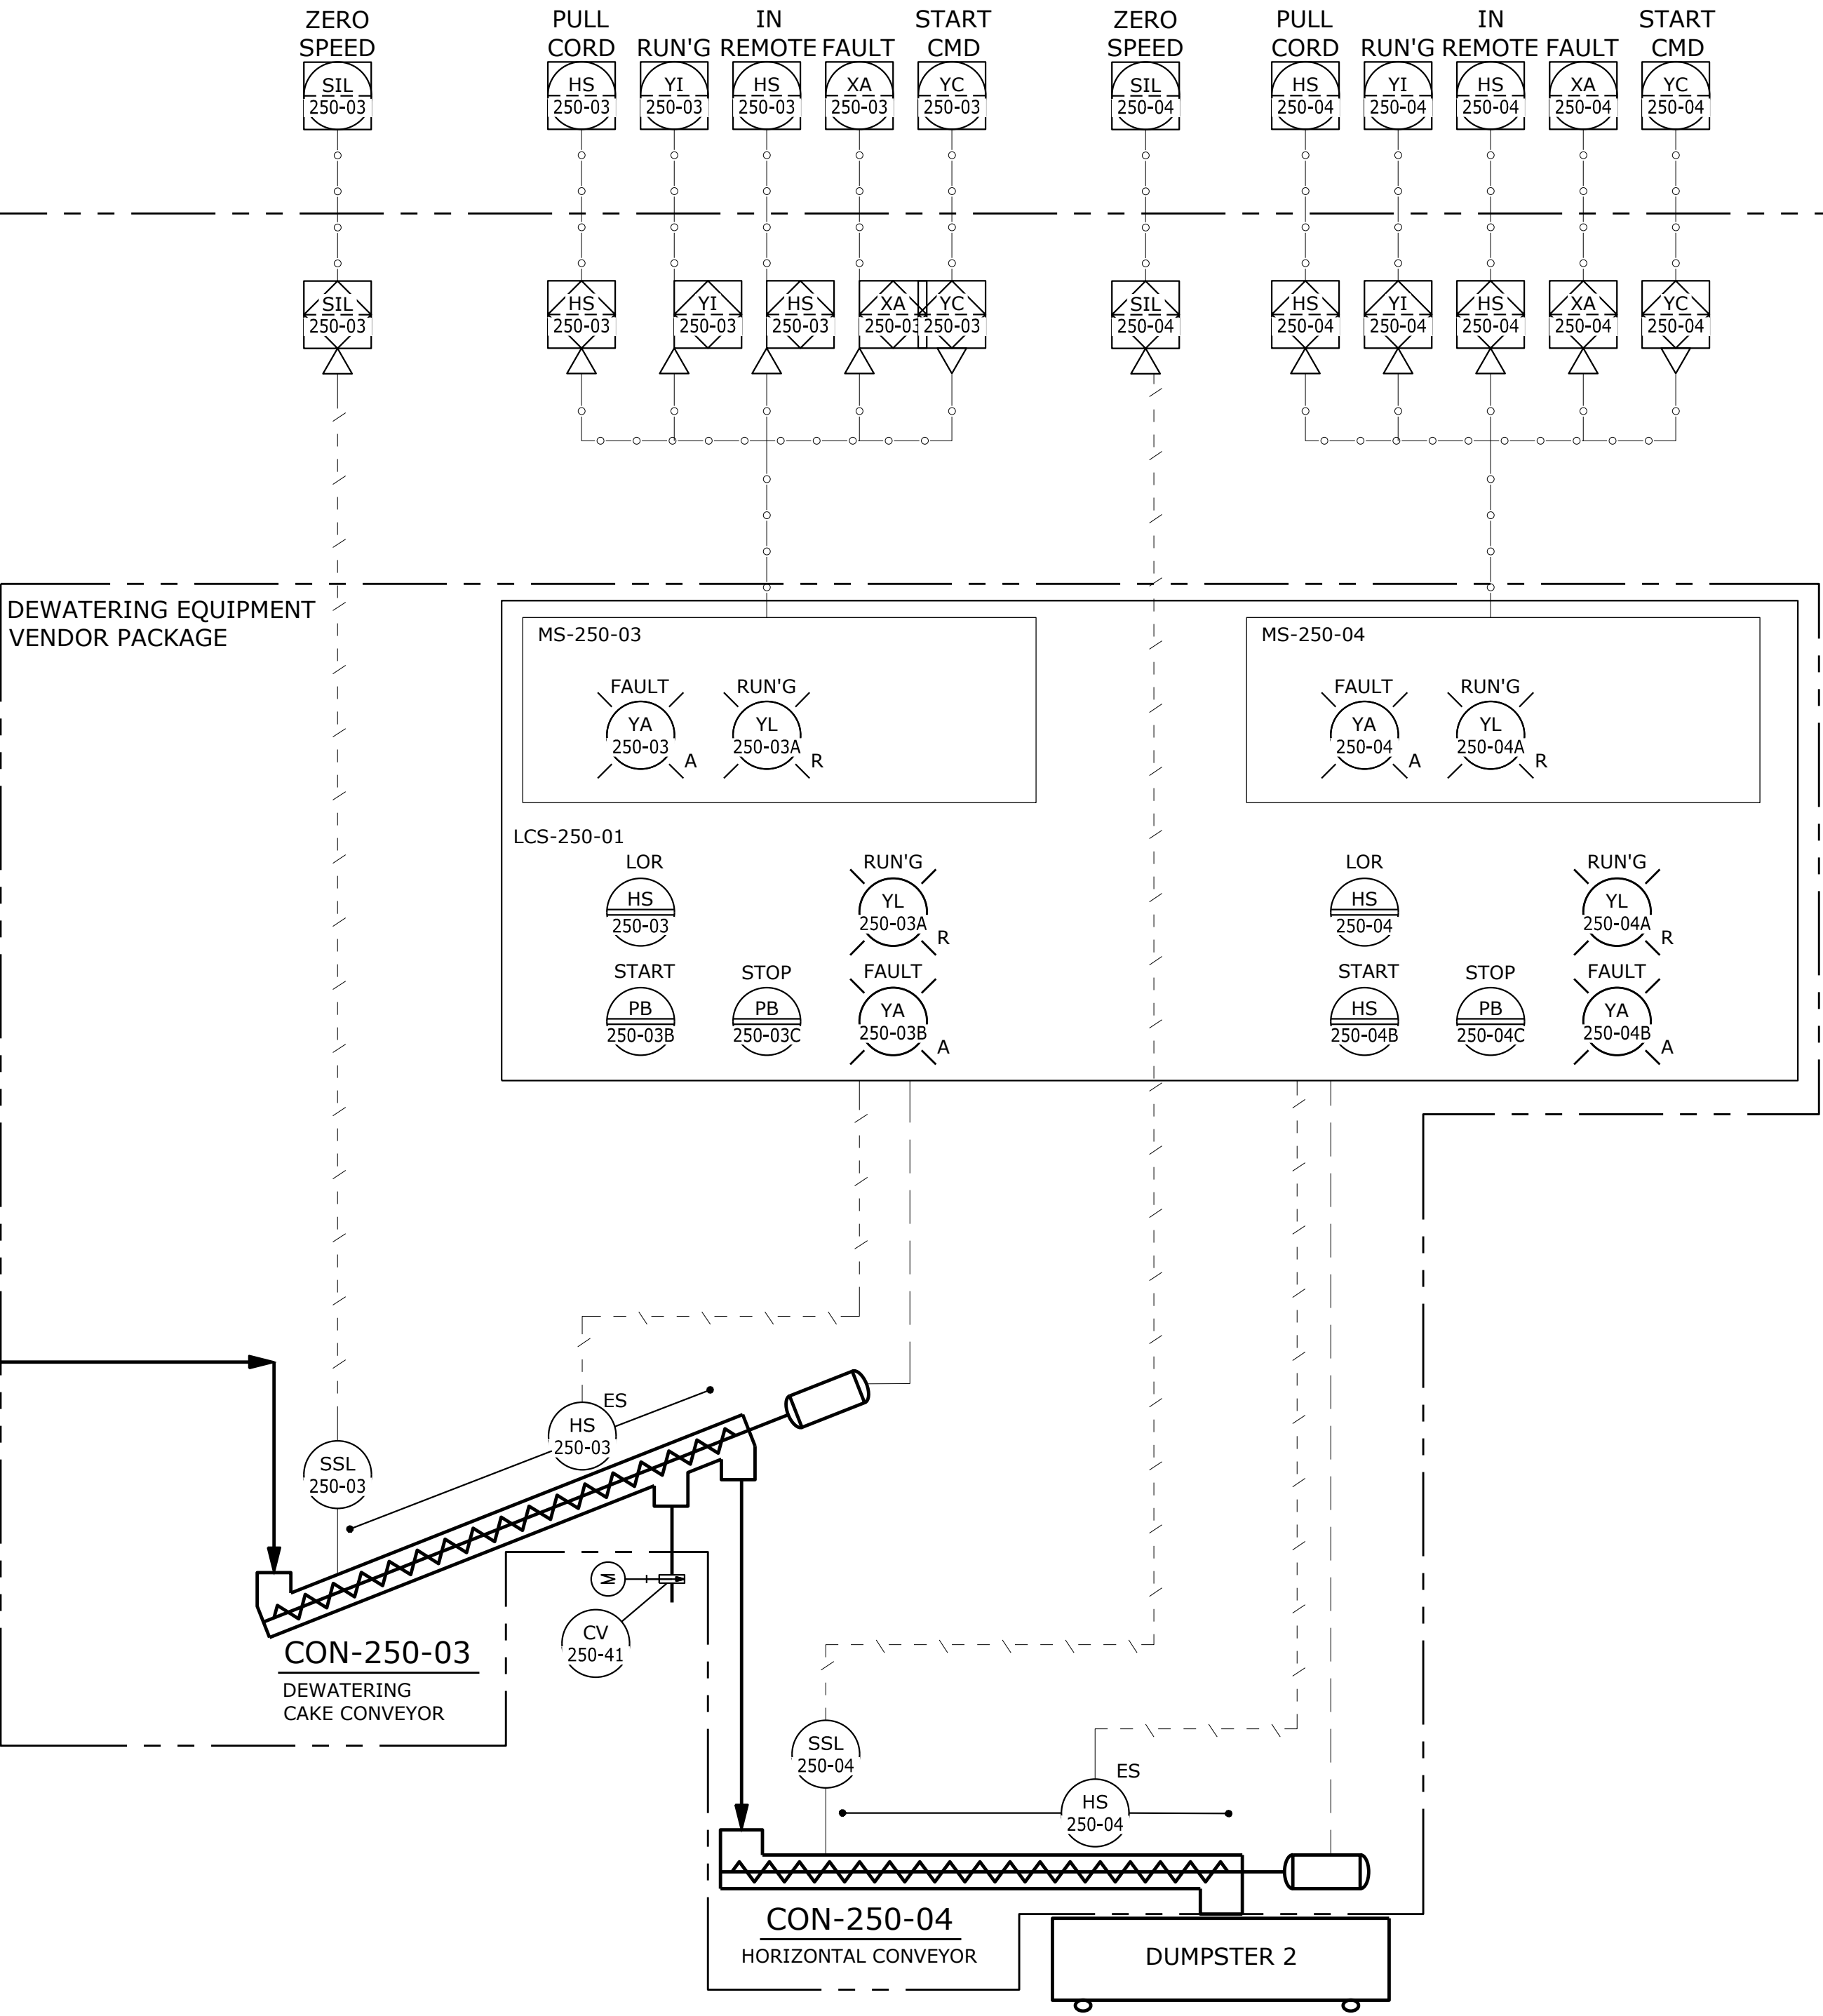 ZERO
SPEED
PULL
CORD
RUN'G
IN
REMOTE
FAULT
START
CMD
ZERO
SPEED
PULL
CORD
RUN'G
IN
REMOTE
FAULT
START
CMD
SIL
250-03
HS
250-03
YI
250-03
HS
250-03
XA
250-03
YC
250-03
SIL
250-04
HS
250-04
YI
250-04
HS
250-04
XA
250-04
YC
250-04
SIL
250-03
HS
250-03
YI
250-03
HS
250-03
XA
250-03
YC
250-03
SIL
250-04
HS
250-04
YI
250-04
HS
250-04
XA
250-04
YC
250-04
DEWATERING EQUIPMENT
VENDOR PACKAGE
MS-250-03
FAULT
YA
250-03
A
RUN'G
YL
250-03A
R
MS-250-04
FAULT
YA
250-04
A
RUN'G
YL
250-04A
R
LCS-250-01
LOR
HS
250-03
RUN'G
YL
250-03A
R
LOR
HS
250-04
RUN'G
YL
250-04A
R
START
PB
250-03B
STOP
PB
250-03C
FAULT
YA
250-03B
A
START
HS
250-04B
STOP
PB
250-04C
FAULT
YA
250-04B
A
ES
HS
250-03
SSL
250-03
M
CV
250-41
CON-250-03
DEWATERING
CAKE CONVEYOR
SSL
250-04
ES
HS
250-04
CON-250-04
HORIZONTAL CONVEYOR
DUMPSTER 2